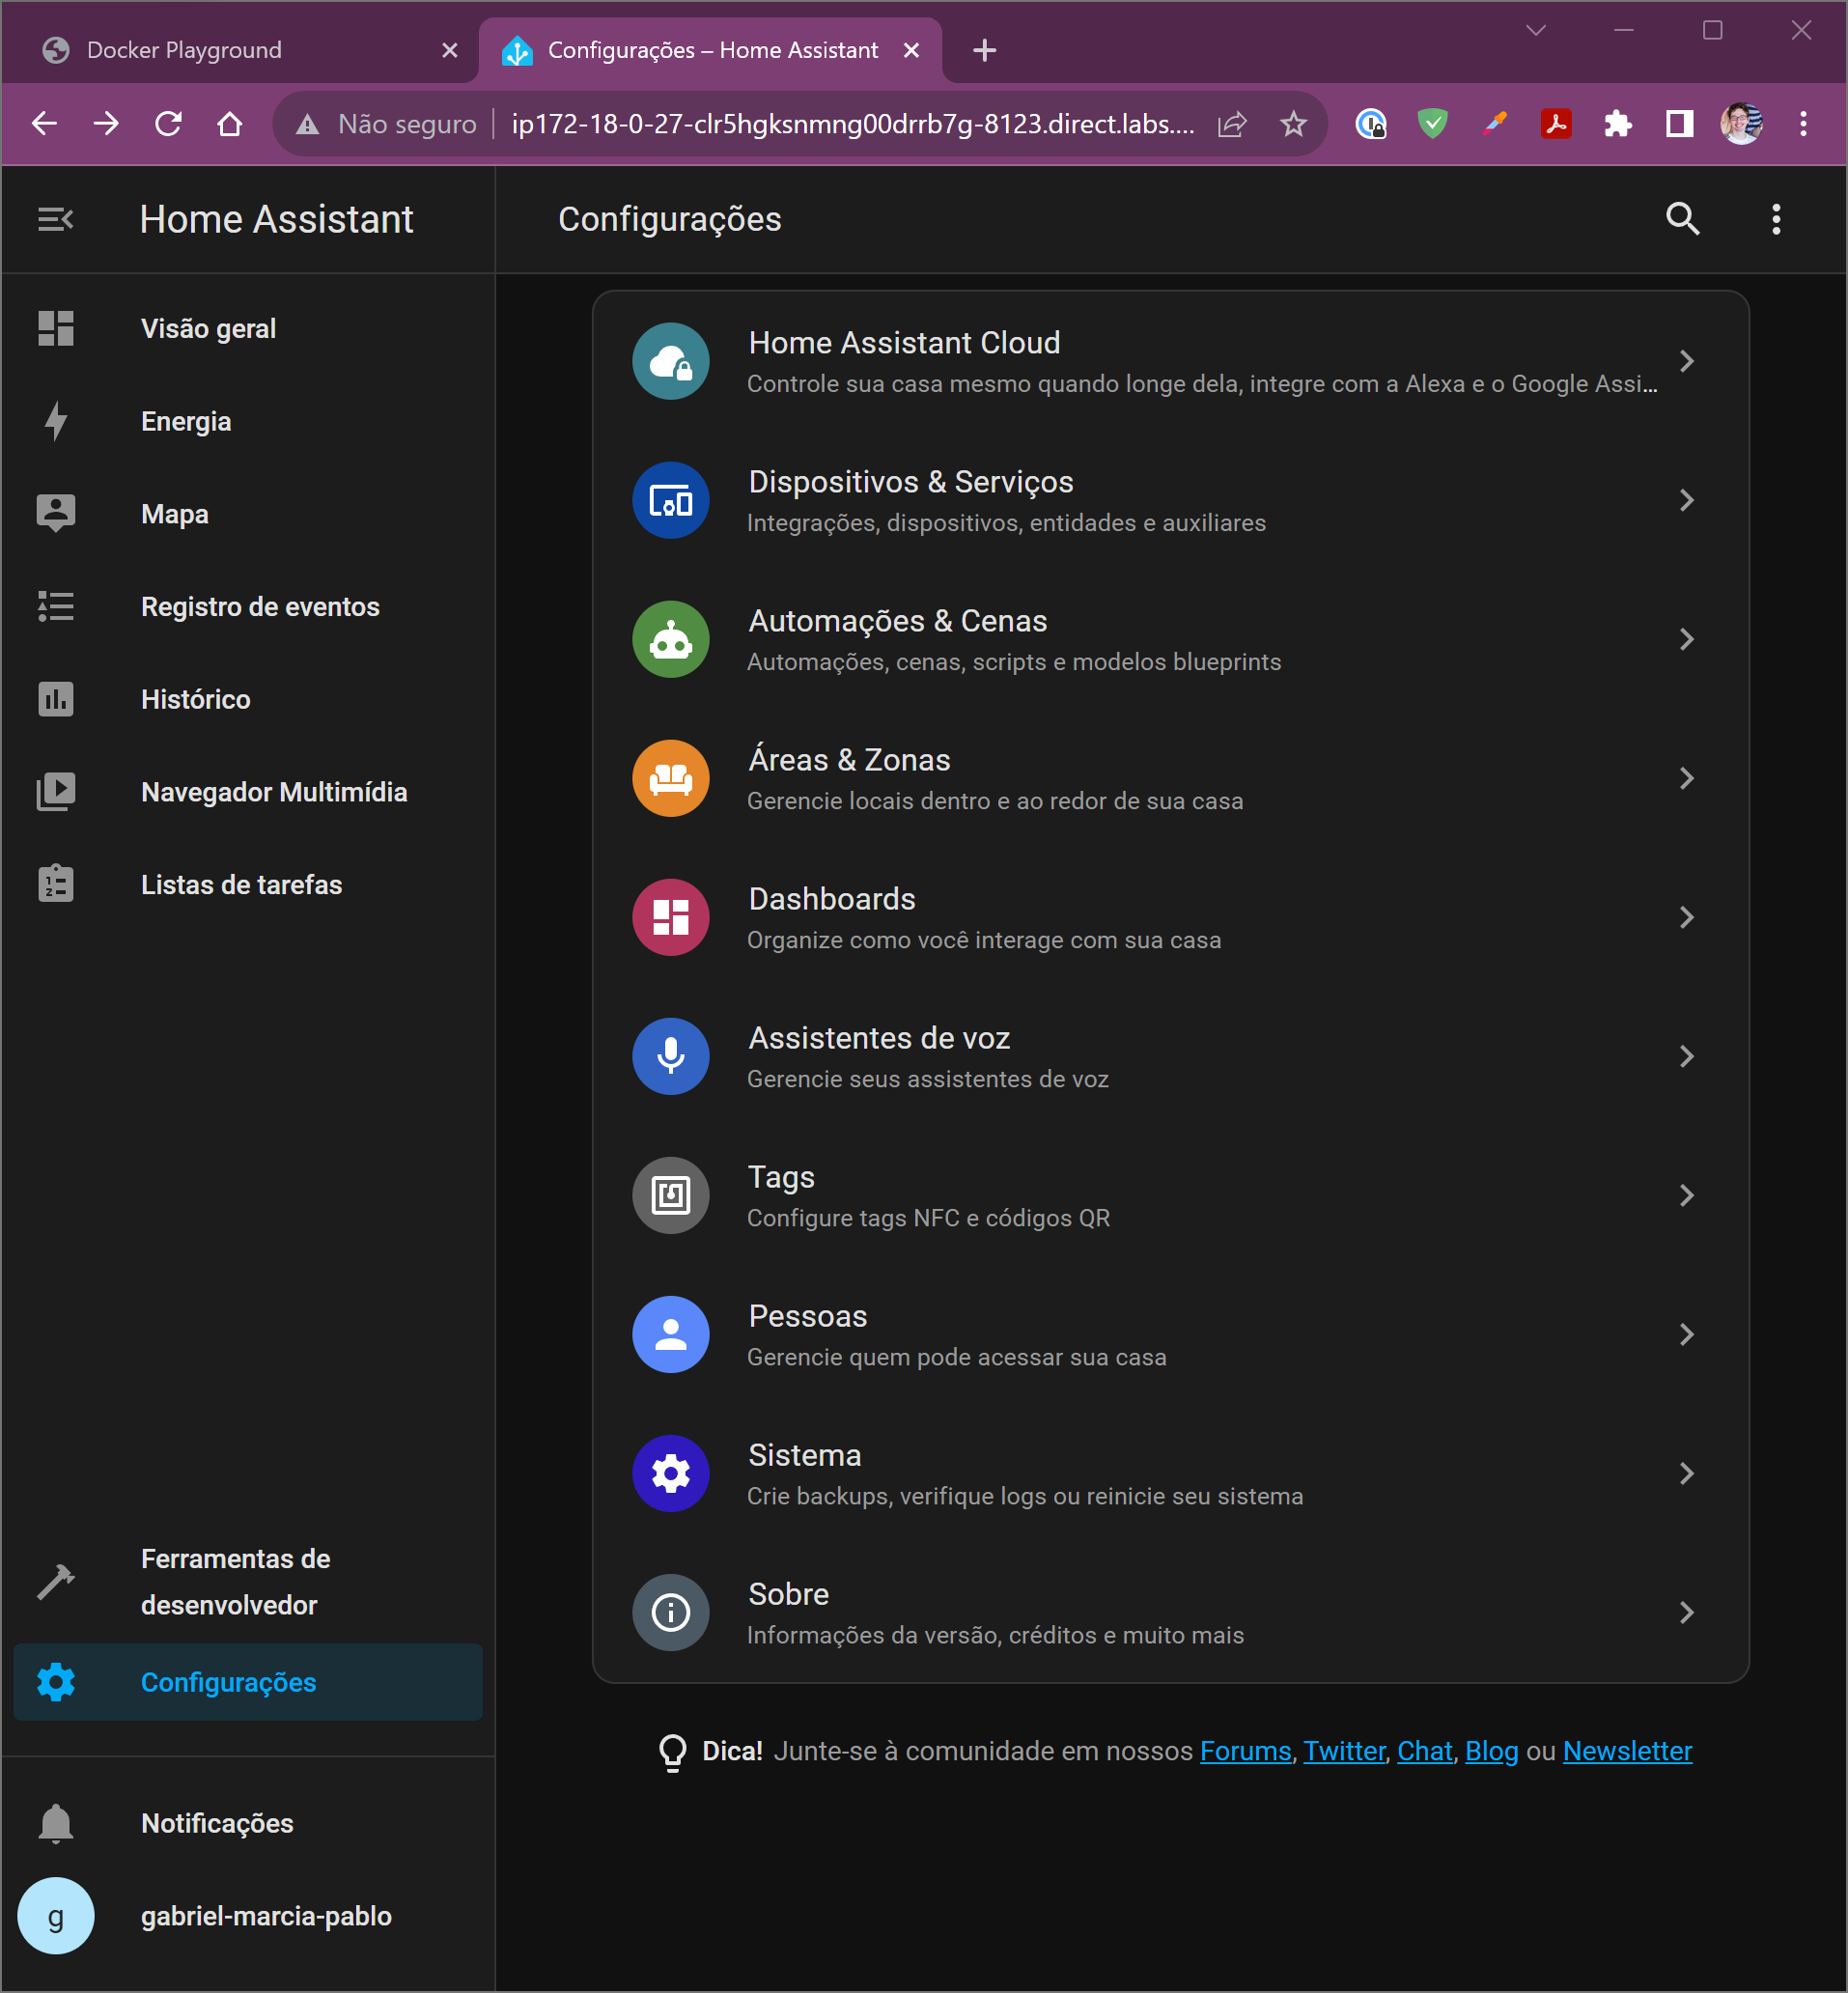 Docker Playground
Configurações – Home Assistant
Não seguro
ip172-18-0-27-clr5hgksnmng00drrb7g-8123.direct.labs....
Home Assistant
Configurações
Visão geral
Energia
Mapa
Registro de eventos
Histórico
Navegador Multimídia
Listas de tarefas
Ferramentas de
desenvolvedor
Configurações
Notificações
g
gabriel-marcia-pablo
Home Assistant Cloud
Controle sua casa mesmo quando longe dela, integre com a Alexa e o Google Assi...
Dispositivos & Serviços
Integrações, dispositivos, entidades e auxiliares
Automações & Cenas
Automações, cenas, scripts e modelos blueprints
Áreas & Zonas
Gerencie locais dentro e ao redor de sua casa
Dashboards
Organize como você interage com sua casa
Assistentes de voz
Gerencie seus assistentes de voz
Tags
Configure tags NFC e códigos QR
Pessoas
Gerencie quem pode acessar sua casa
Sistema
Crie backups, verifique logs ou reinicie seu sistema
Sobre
Informações da versão, créditos e muito mais
Dica! Junte-se à comunidade em nossos Forums, Twitter, Chat, Blog ou Newsletter